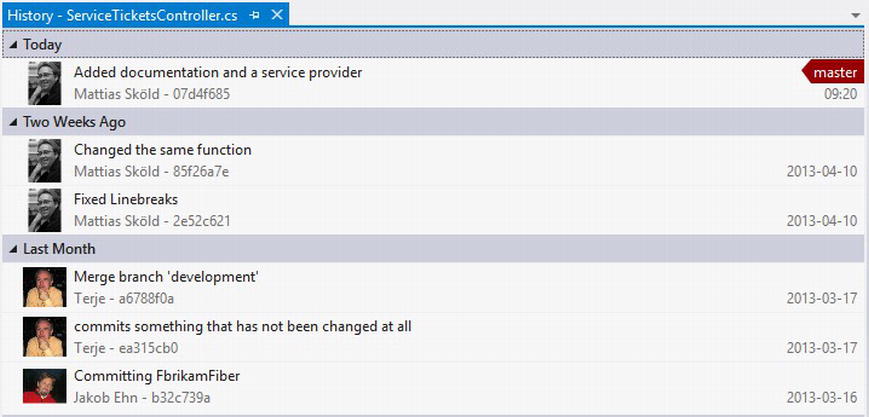 History - ServiceTicketsController.cs
Today
Added documentation and a service provider master
Mattias Sköld - 07d4f685 09:20
Two Weeks Ago
Changed the same function
Mattias Sköld - 85f26a7e 2013-04-10
Fixed Linebreaks
Mattias Sköld - 2e52c621 2013-04-10
Last Month
Merge branch 'development'
Terje - a6788f0a 2013-03-17
commits something that has not been changed at all
Terje - ea315cb0 2013-03-17
Committing FbrikamFiber
Jakob Ehn - b32c739a 2013-03-16